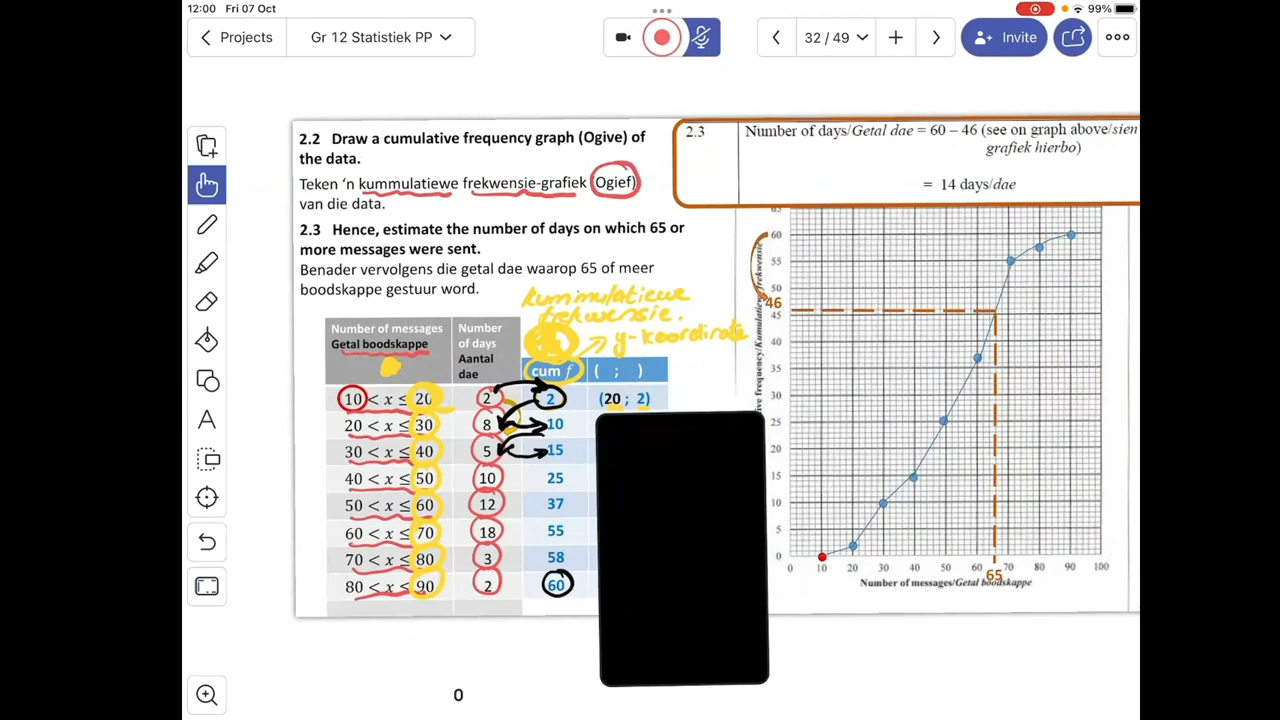 12:00 Fri 07 Oct
99%
Projects
Gr 12 Statistiek PP
32 / 49
Invite
2.2 Draw a cumulative frequency graph (Ogive) of
the data.
Teken ‘n kummulatiewe frekwensie-grafiek (Ogief)
van die data.
2.3 Hence, estimate the number of days on which 65 or
more messages were sent.
Benader vervolgens die getal dae waarop 65 of meer
boodskappe gestuur word.
kummulatiewe
frekwensie.
y-koordinate
Number of messages
Getal boodskappe
Number
of days
Aantal
dae
cum f
( ; )
10 < x ≤ 20 2 2 (20 ; 2)
20 < x ≤ 30 8 10
30 < x ≤ 40 5 15
40 < x ≤ 50 10 25
50 < x ≤ 60 12 37
60 < x ≤ 70 18 55
70 < x ≤ 80 3 58
80 < x ≤ 90 2 60
0
2.3 Number of days/Getal dae = 60 – 46 (see on graph above/sien
grafiek hierbo)
= 14 days/dae
65
60
55
50
46
45
40
35
30
25
20
15
10
5
0
0 10 20 30 40 50 60 70 80 90 100
65
Number of messages/Getal boodskappe